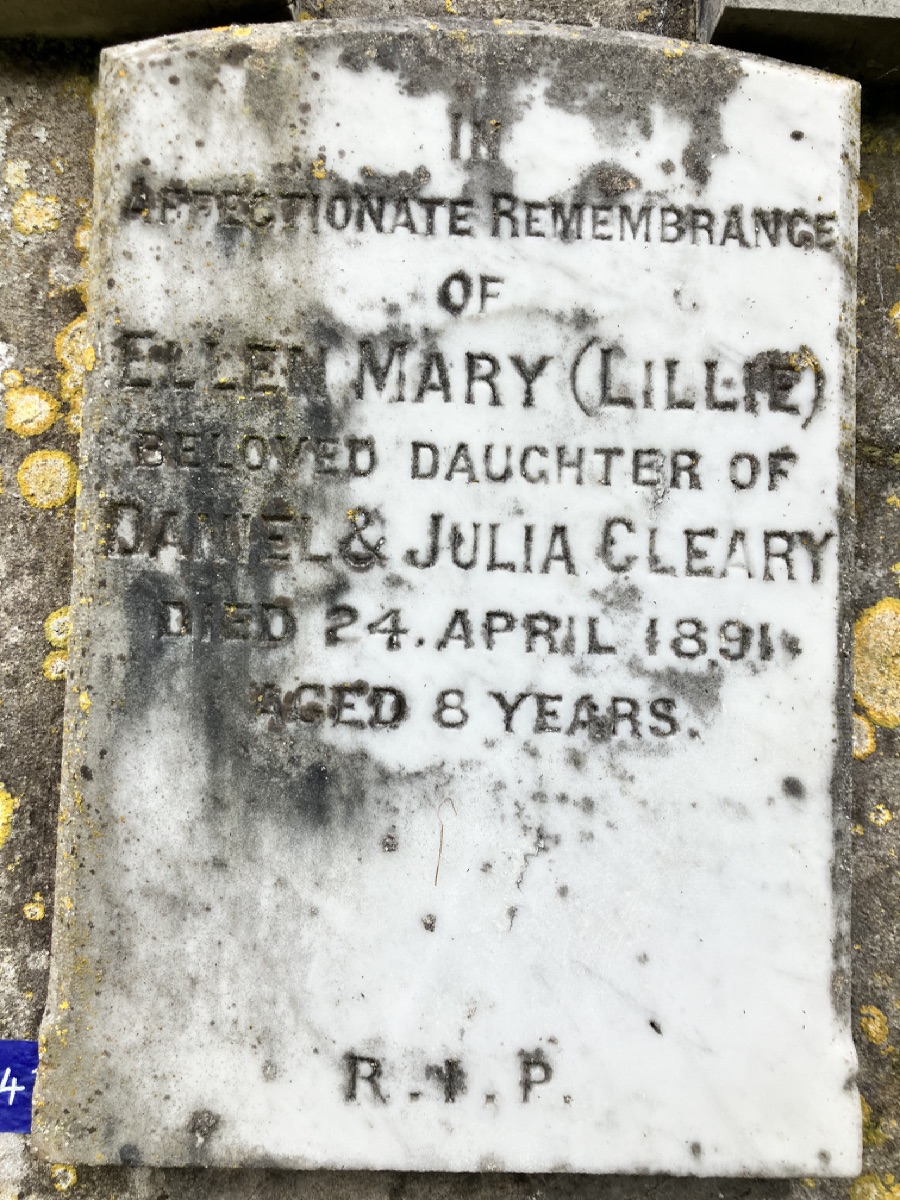 IN
AFFECTIONATE REMEMBRANCE
OF
ELLEN MARY (LILLIE)
BELOVED DAUGHTER OF
DANIEL & JULIA CLEARY
DIED 24. APRIL 1891.
AGED 8 YEARS.
R.I.P.
4